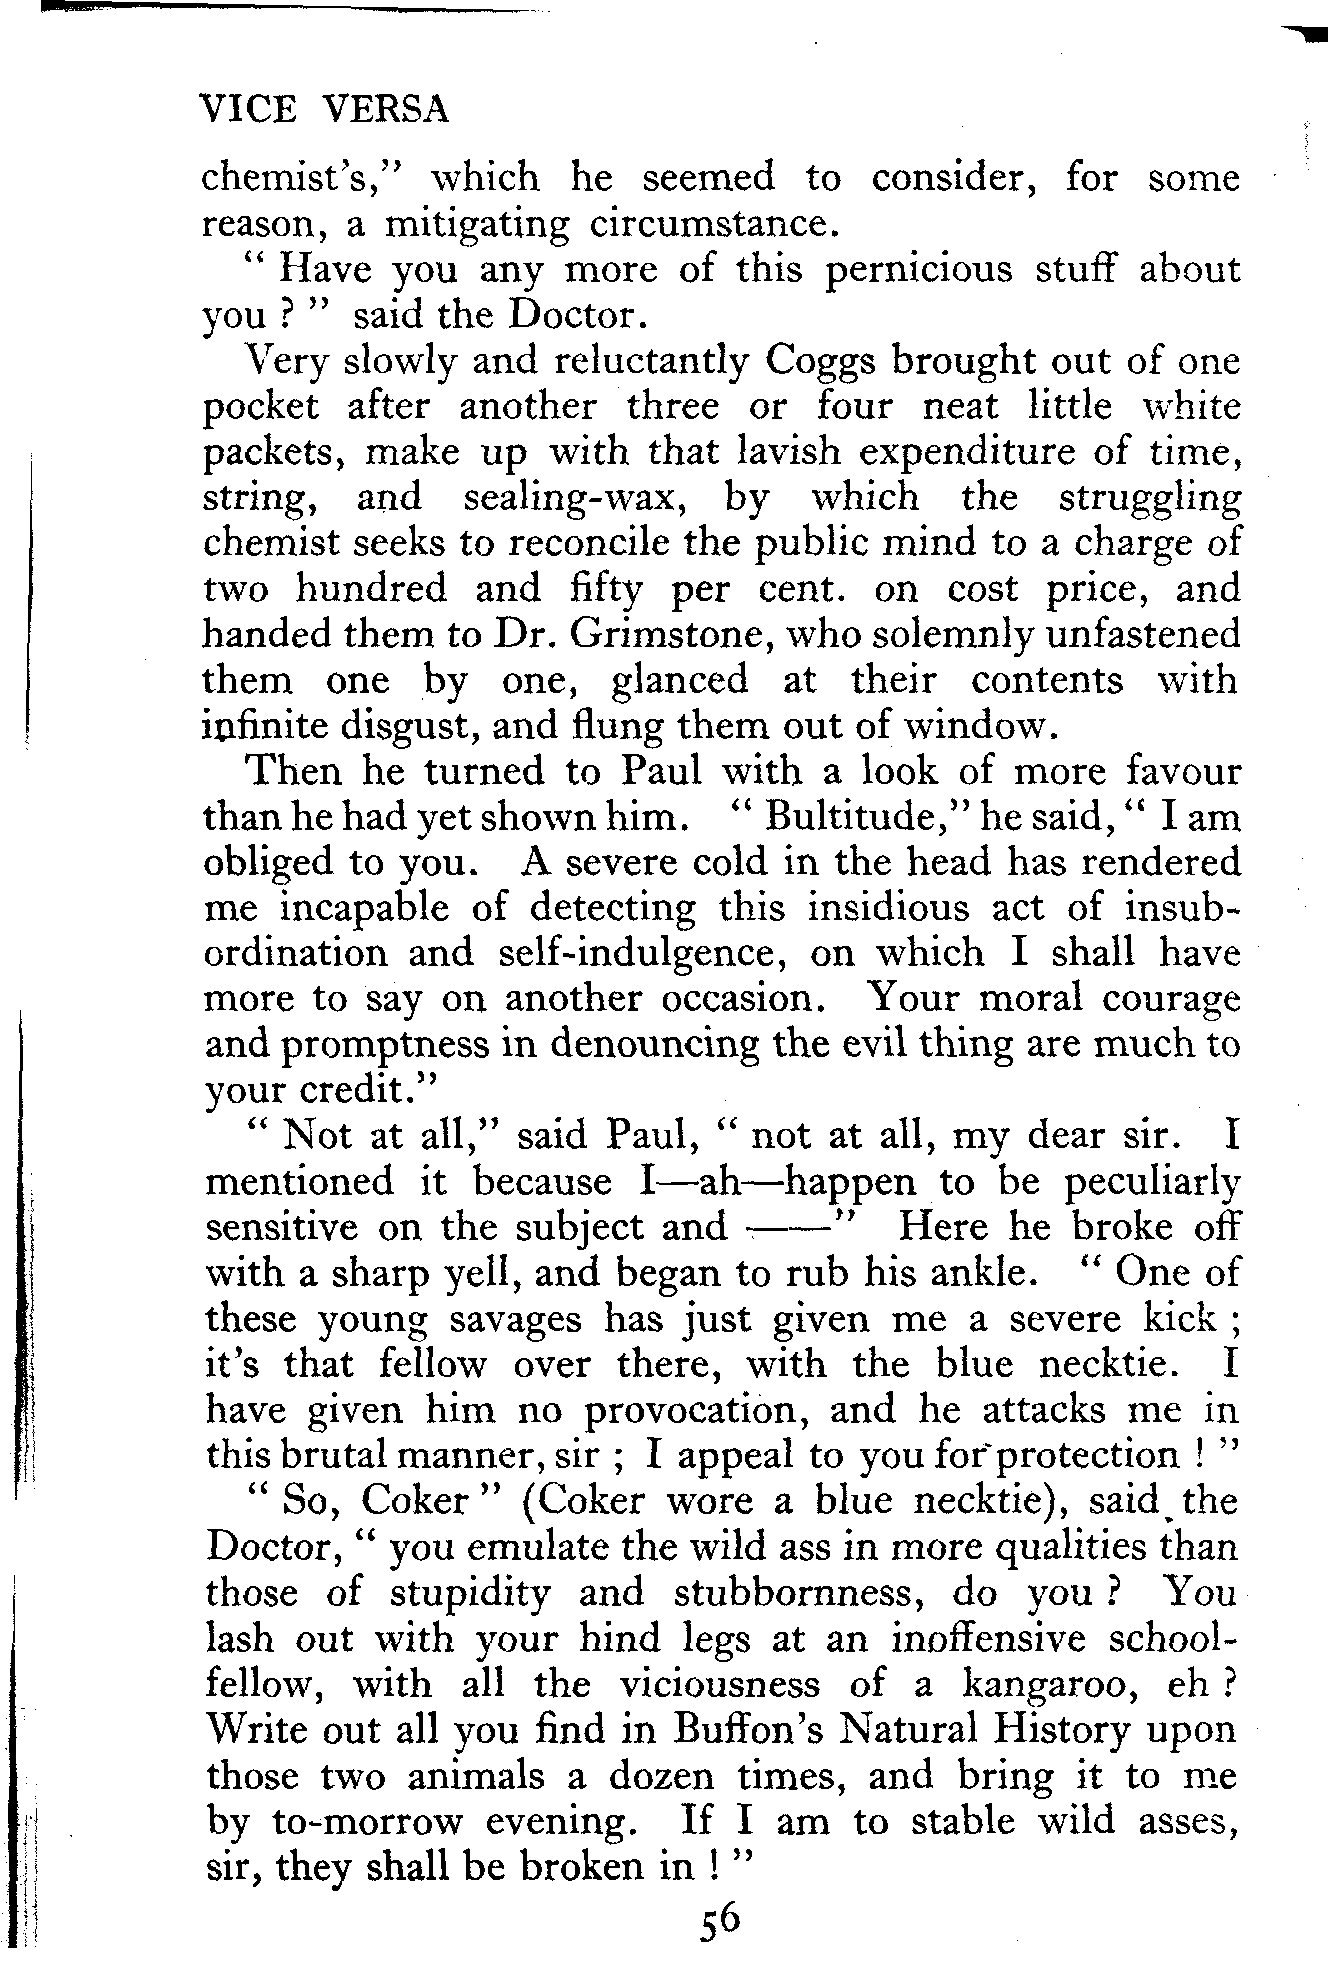 VICE VERSA
chemist's," which he seemed to consider, for some
reason, a mitigating circumstance.
" Have you any more of this pernicious stuff about
you ? " said the Doctor.
Very slowly and reluctantly Coggs brought out of one
pocket after another three or four neat little white
packets, make up with that lavish expenditure of time,
string, and sealing-wax, by which the struggling
chemist seeks to reconcile the public mind to a charge of
two hundred and fifty per cent. on cost price, and
handed them to Dr. Grimstone, who solemnly unfastened
them one by one, glanced at their contents with
infinite disgust, and flung them out of window.
Then he turned to Paul with a look of more favour
than he had yet shown him. " Bultitude," he said, " I am
obliged to you. A severe cold in the head has rendered
me incapable of detecting this insidious act of insub-
ordination and self-indulgence, on which I shall have
more to say on another occasion. Your moral courage
and promptness in denouncing the evil thing are much to
your credit."
" Not at all," said Paul, " not at all, my dear sir. I
mentioned it because I—ah—happen to be peculiarly
sensitive on the subject and ——" Here he broke off
with a sharp yell, and began to rub his ankle. " One of
these young savages has just given me a severe kick ;
it's that fellow over there, with the blue necktie. I
have given him no provocation, and he attacks me in
this brutal manner, sir ; I appeal to you for protection ! "
" So, Coker " (Coker wore a blue necktie), said the
Doctor, " you emulate the wild ass in more qualities than
those of stupidity and stubbornness, do you ? You
lash out with your hind legs at an inoffensive school-
fellow, with all the viciousness of a kangaroo, eh ?
Write out all you find in Buffon's Natural History upon
those two animals a dozen times, and bring it to me
by to-morrow evening. If I am to stable wild asses,
sir, they shall be broken in ! "
56